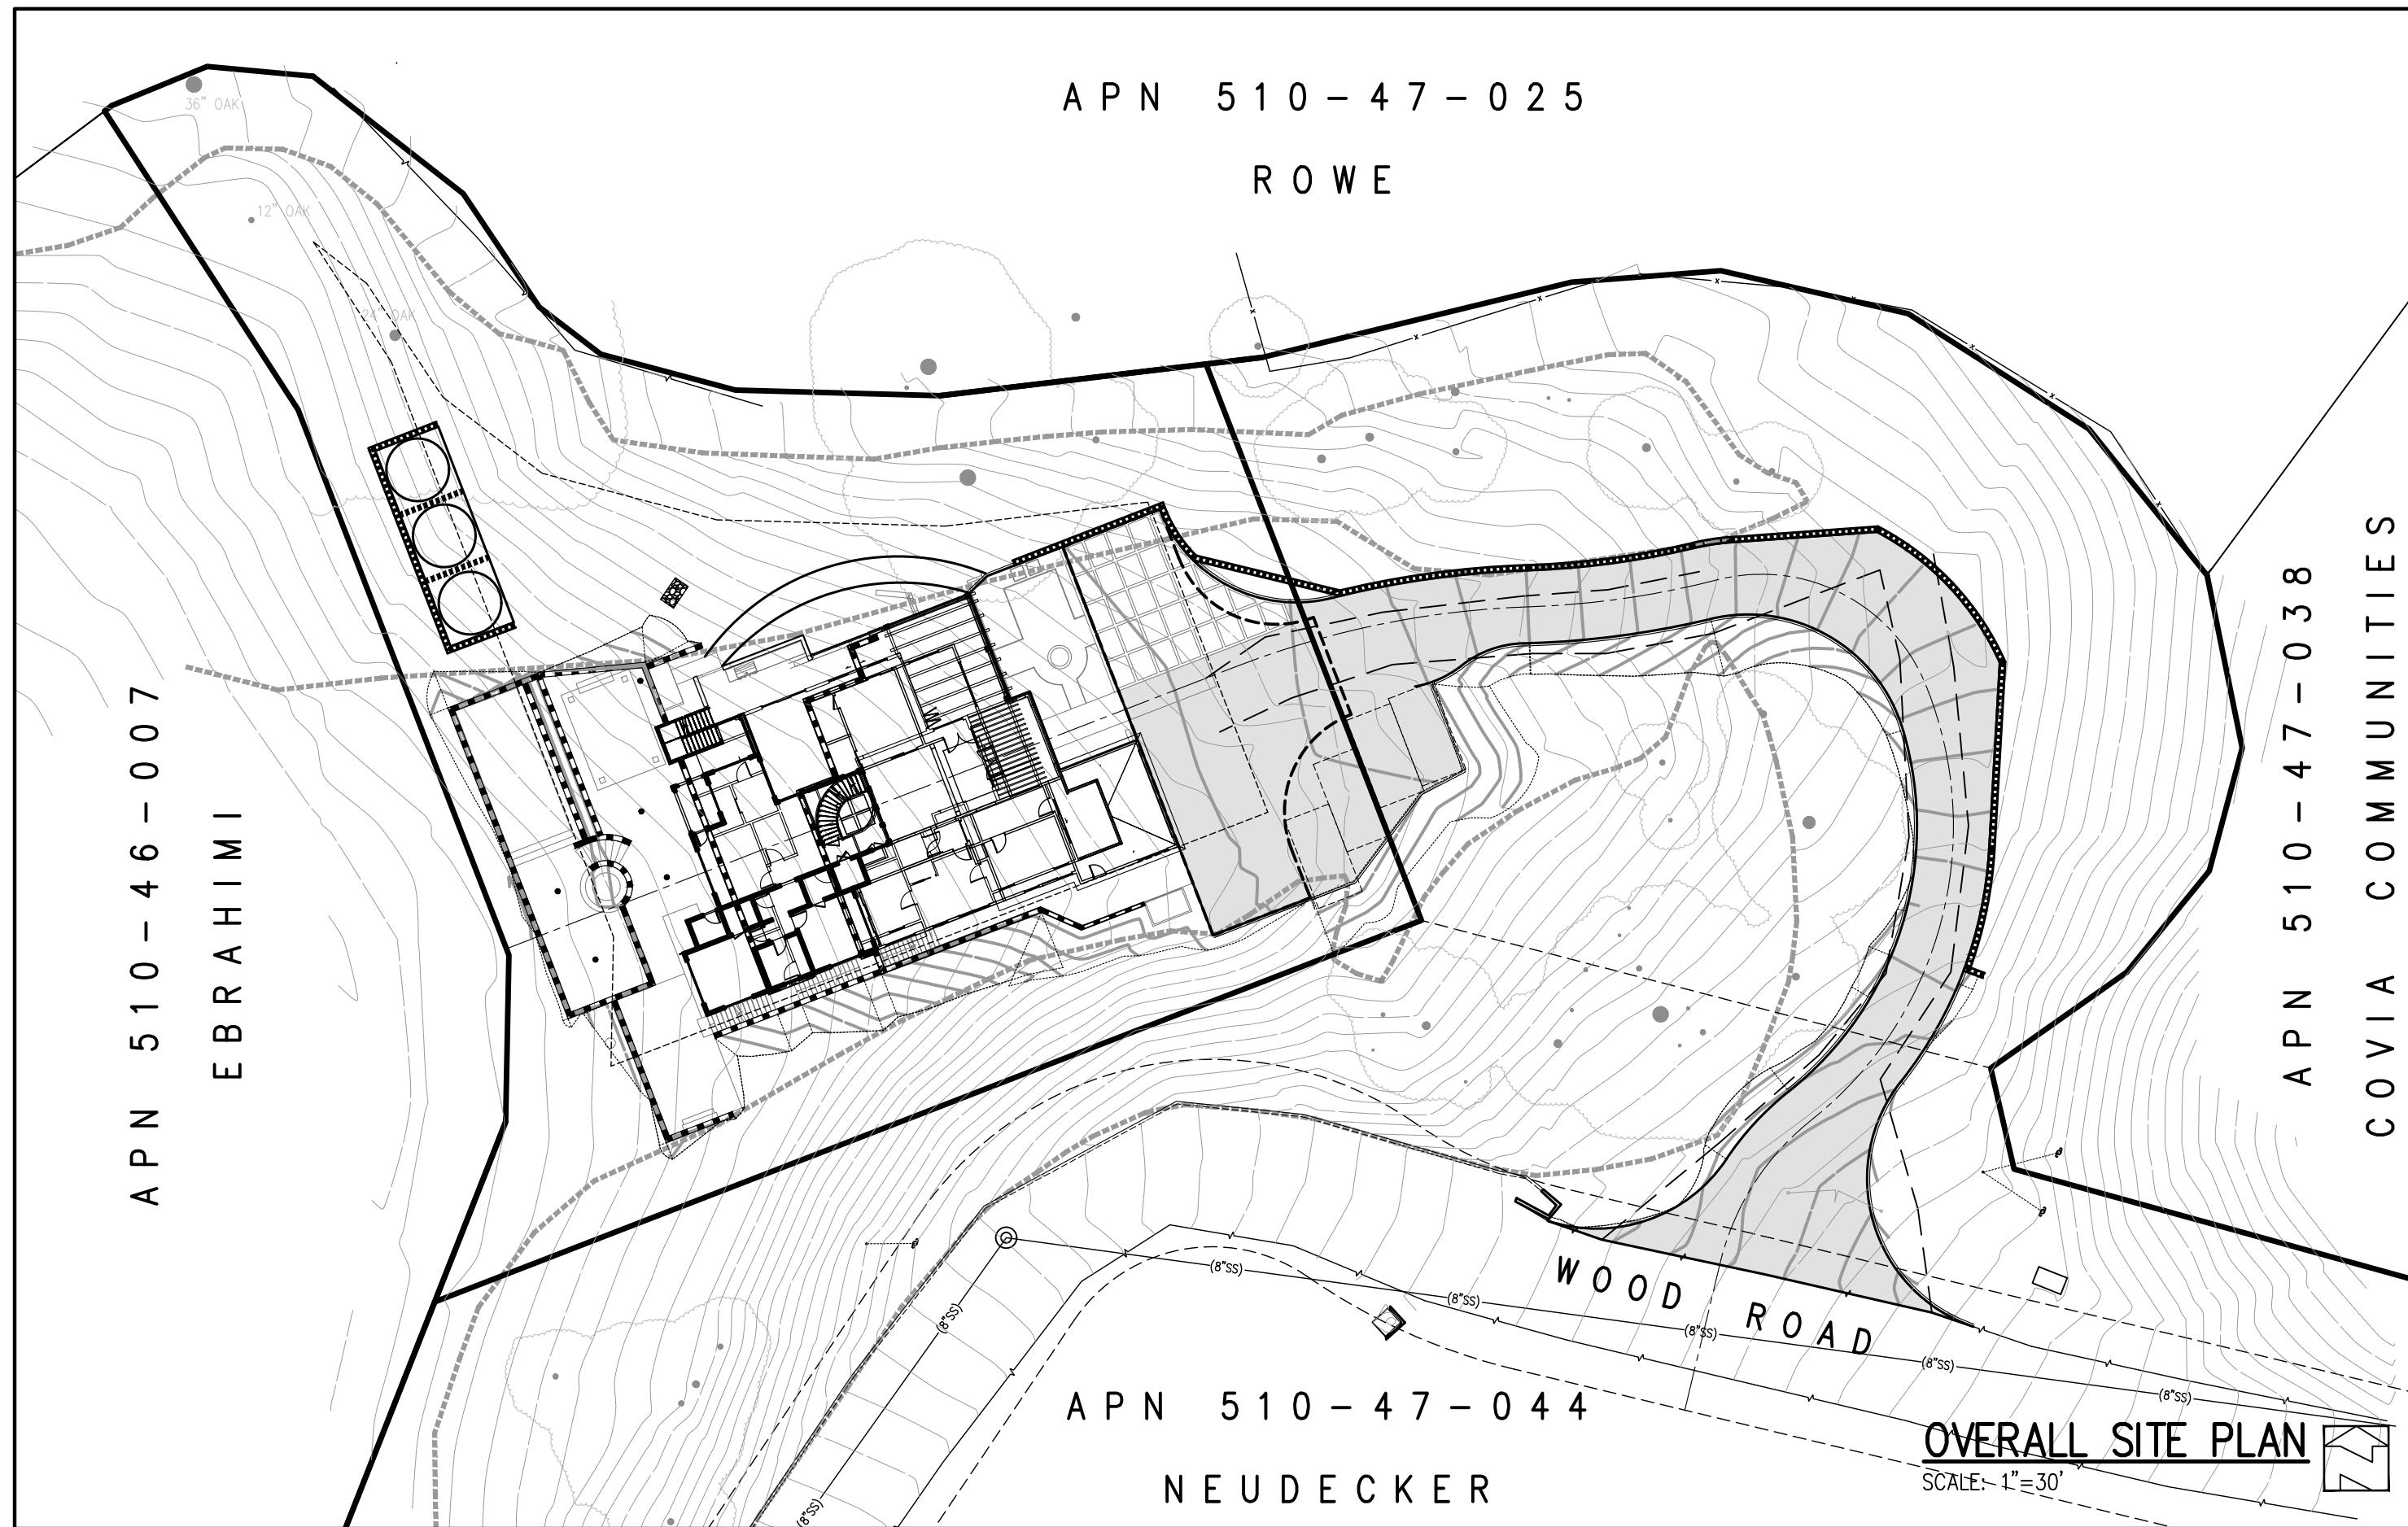 APN 510-47-025
ROWE
36" OAK
12" OAK
24" OAK
APN 510-46-007
EBRAHIMI
APN 510-47-038
COVIA COMMUNITIES
WOOD ROAD
(8"SS)
(8"SS)
(8"SS)
(8"SS)
(8"SS)
(8"SS)
(8"SS)
APN 510-47-044
NEUDECKER
OVERALL SITE PLAN
SCALE: 1"=30'